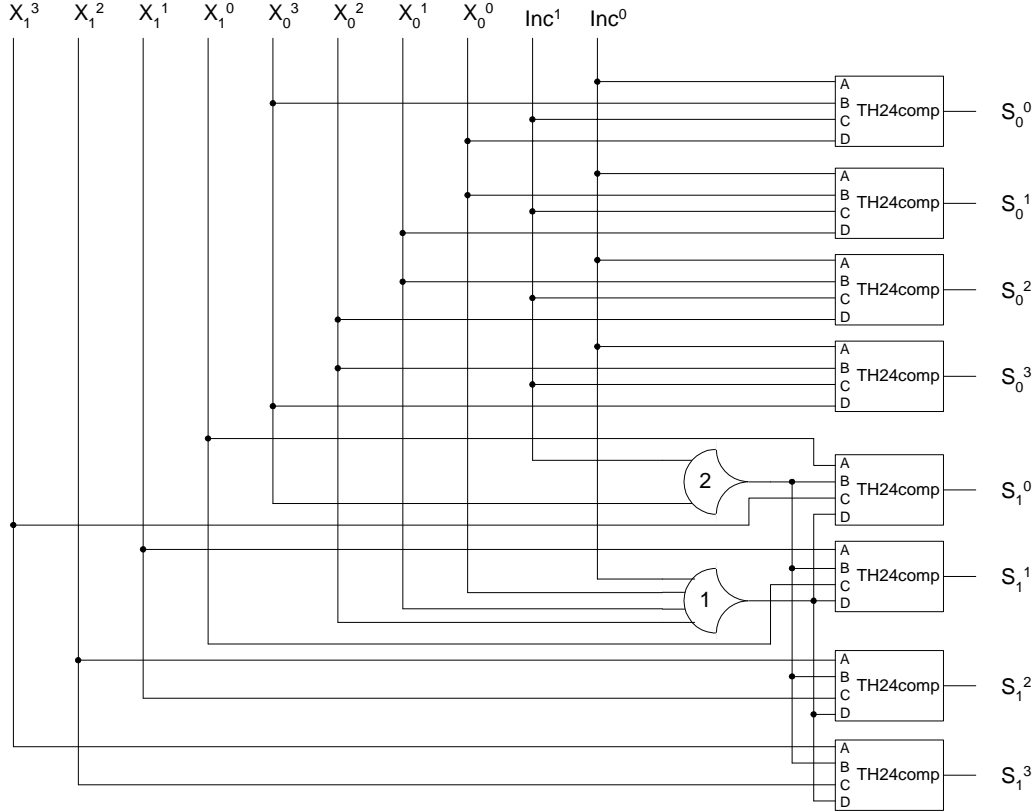 X₁³ X₁² X₁¹ X₁⁰ X₀³ X₀² X₀¹ X₀⁰ Inc¹ Inc⁰
A
B
TH24comp
C
D
S₀⁰
A
B
TH24comp
C
D
S₀¹
A
B
TH24comp
C
D
S₀²
A
B
TH24comp
C
D
S₀³
2
A
B
TH24comp
C
D
S₁⁰
1
A
B
TH24comp
C
D
S₁¹
A
B
TH24comp
C
D
S₁²
A
B
TH24comp
C
D
S₁³